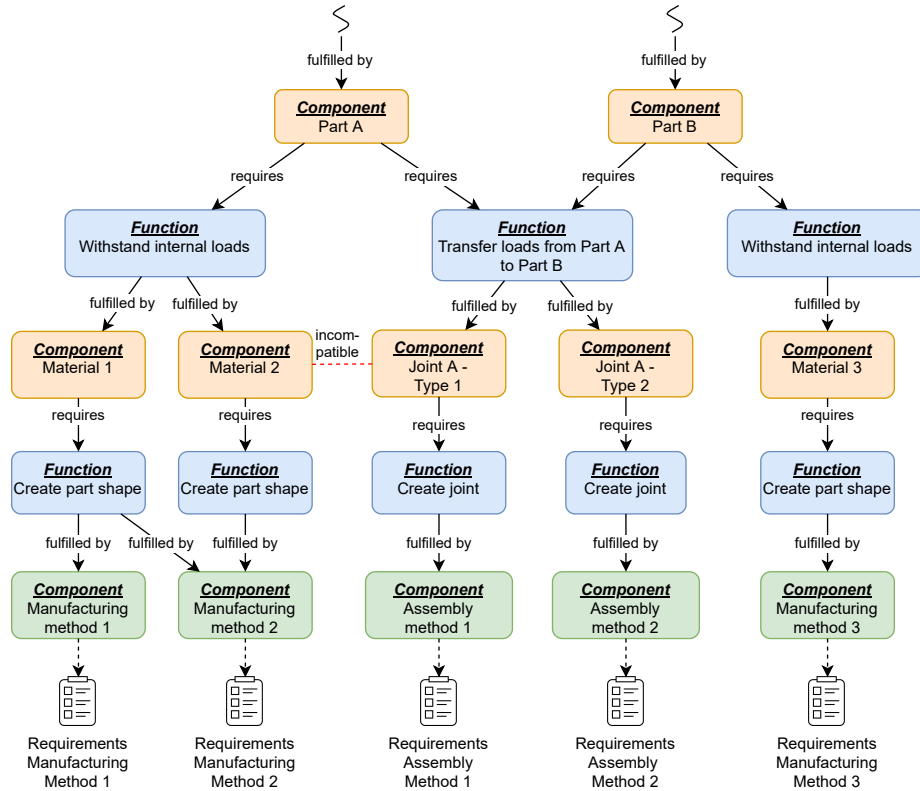 fulfilled by
fulfilled by
Component
Part A
Component
Part B
requires
requires
requires
requires
Function
Withstand internal loads
Function
Transfer loads from Part A
to Part B
Function
Withstand internal loads
fulfilled by
fulfilled by
fulfilled by
fulfilled by
fulfilled by
incom-
patible
Component
Material 1
Component
Material 2
Component
Joint A -
Type 1
Component
Joint A -
Type 2
Component
Material 3
requires
requires
requires
requires
requires
Function
Create part shape
Function
Create part shape
Function
Create joint
Function
Create joint
Function
Create part shape
fulfilled by
fulfilled by
fulfilled by
fulfilled by
fulfilled by
fulfilled by
Component
Manufacturing
method 1
Component
Manufacturing
method 2
Component
Assembly
method 1
Component
Assembly
method 2
Component
Manufacturing
method 3
Requirements
Manufacturing
Method 1
Requirements
Manufacturing
Method 2
Requirements
Assembly
Method 1
Requirements
Assembly
Method 2
Requirements
Manufacturing
Method 3